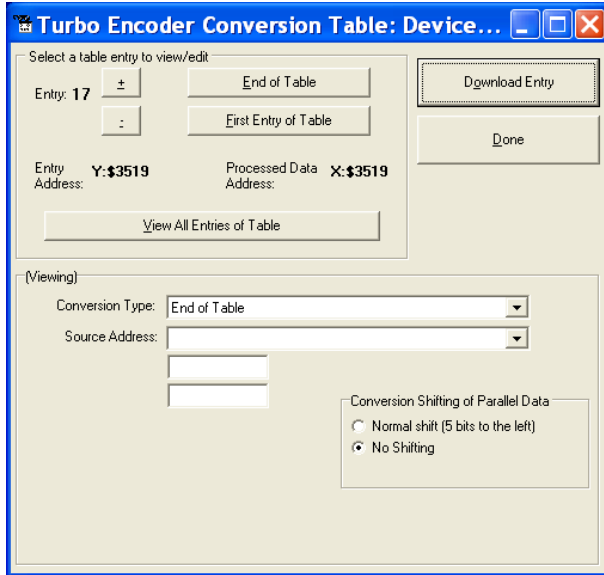 Turbo Encoder Conversion Table: Device...
Select a table entry to view/edit
Entry: 17
+
End of Table
Download Entry
-
First Entry of Table
Done
Entry Address: Y:$3519
Processed Data Address: X:$3519
View All Entries of Table
(Viewing)
Conversion Type: End of Table
Source Address:
Conversion Shifting of Parallel Data
Normal shift (5 bits to the left)
No Shifting